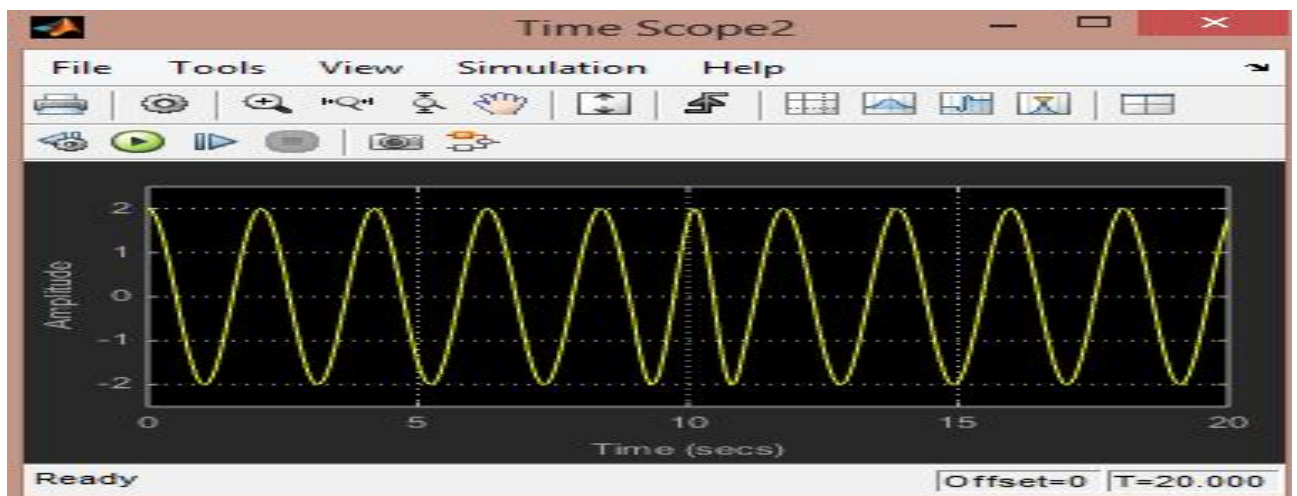 Time Scope2
File Tools View Simulation Help
Amplitude
2
1
0
-1
-2
0 5 10 15 20
Time (secs)
Ready Offset=0 T=20.000